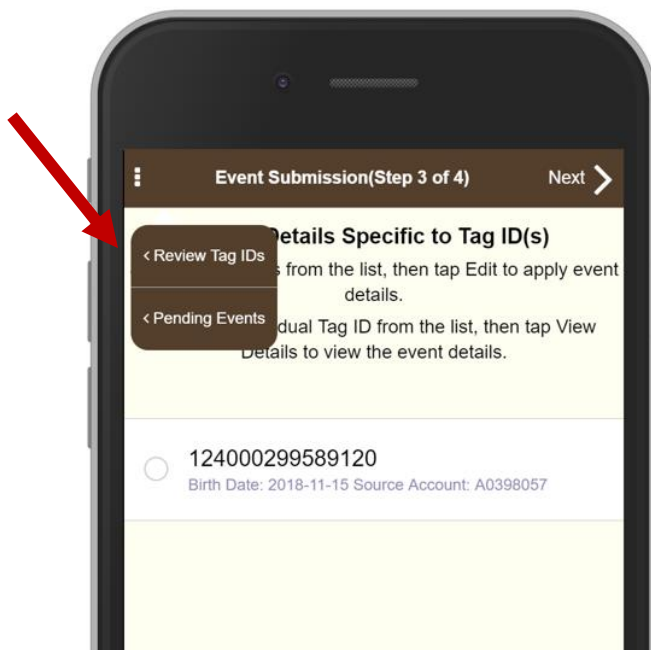 Event Submission(Step 3 of 4)
Next
Details Specific to Tag ID(s)
< Review Tag IDs
from the list, then tap Edit to apply event
details.
< Pending Events
Tag ID from the list, then tap View
Details to view the event details.
124000299589120
Birth Date: 2018-11-15 Source Account: A0398057